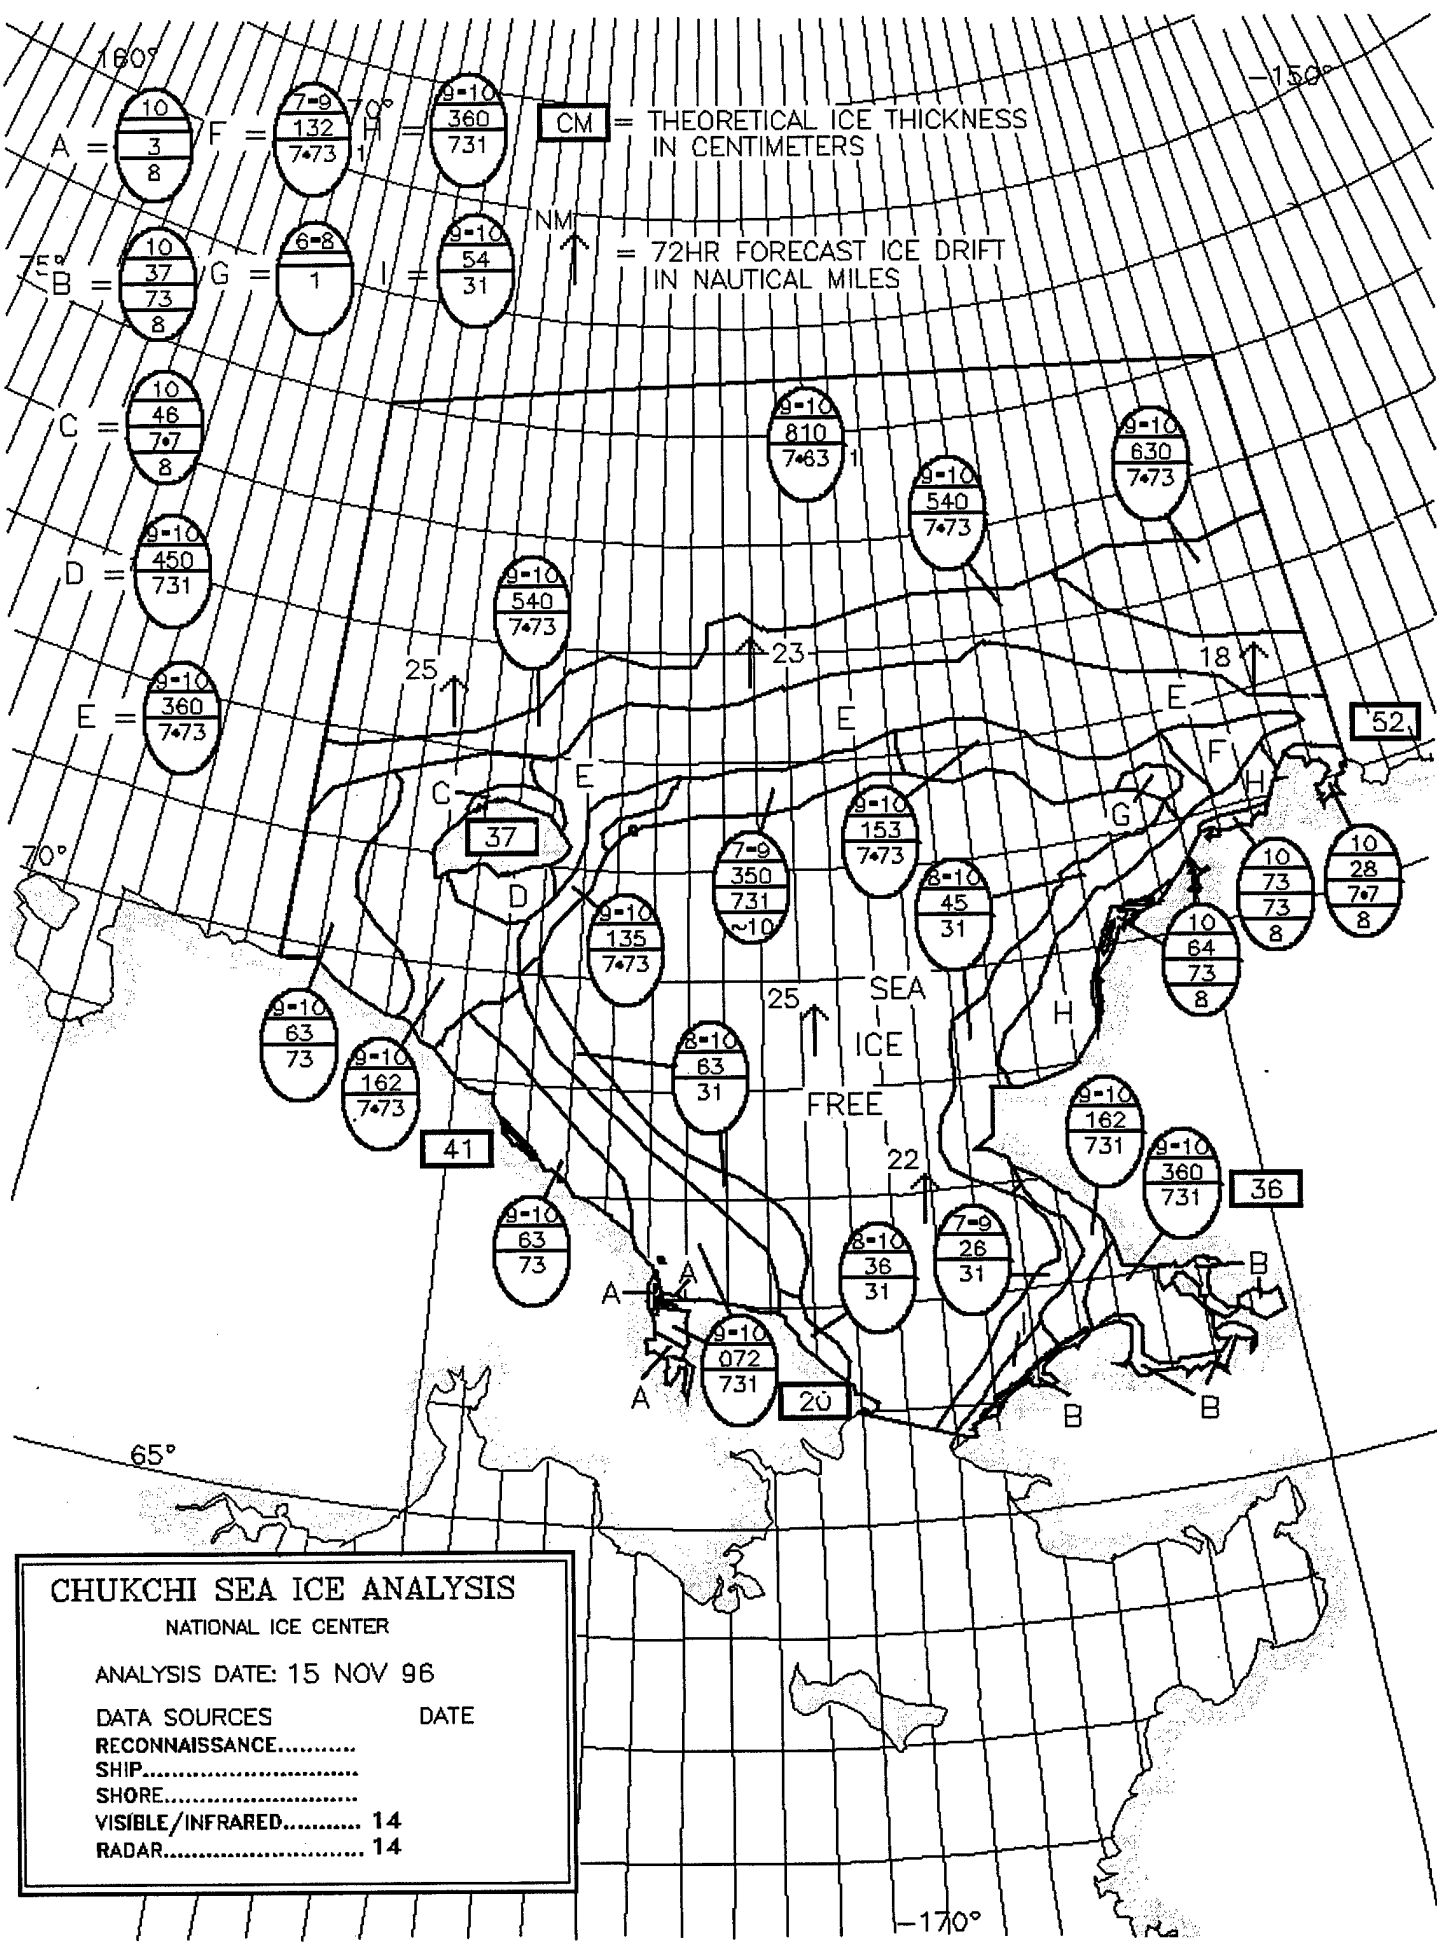 160°
-150°
A =
10
3
8
F =
7-9
132
7•73
1
70°
H =
9-10
360
731
CM = THEORETICAL ICE THICKNESS
IN CENTIMETERS
75°
B =
10
37
73
8
G =
6-8
1
I =
9-10
54
31
NM
= 72HR FORECAST ICE DRIFT
IN NAUTICAL MILES
C =
10
46
7•7
8
D =
9-10
450
731
E =
9-10
360
7•73
9-10
810
7•63
1
9-10
540
7•73
9-10
630
7•73
9-10
540
7•73
25
23
18
E
E
E
52
F
H
G
C
37
D
70°
7-9
350
731
~10
9-10
153
7•73
8-10
45
31
10
73
73
8
10
28
7•7
8
9-10
135
7•73
10
64
73
8
25
SEA
ICE
FREE
H
9-10
63
73
9-10
162
7•73
8-10
63
31
41
9-10
162
731
9-10
360
731
36
22
9-10
63
73
8-10
36
31
7-9
26
31
A
A
A
B
B
B
B
9-10
072
731
20
65°
CHUKCHI SEA ICE ANALYSIS
NATIONAL ICE CENTER
ANALYSIS DATE: 15 NOV 96
DATA SOURCES DATE
RECONNAISSANCE...........
SHIP.............................
SHORE...........................
VISIBLE/INFRARED........... 14
RADAR............................ 14
-170°